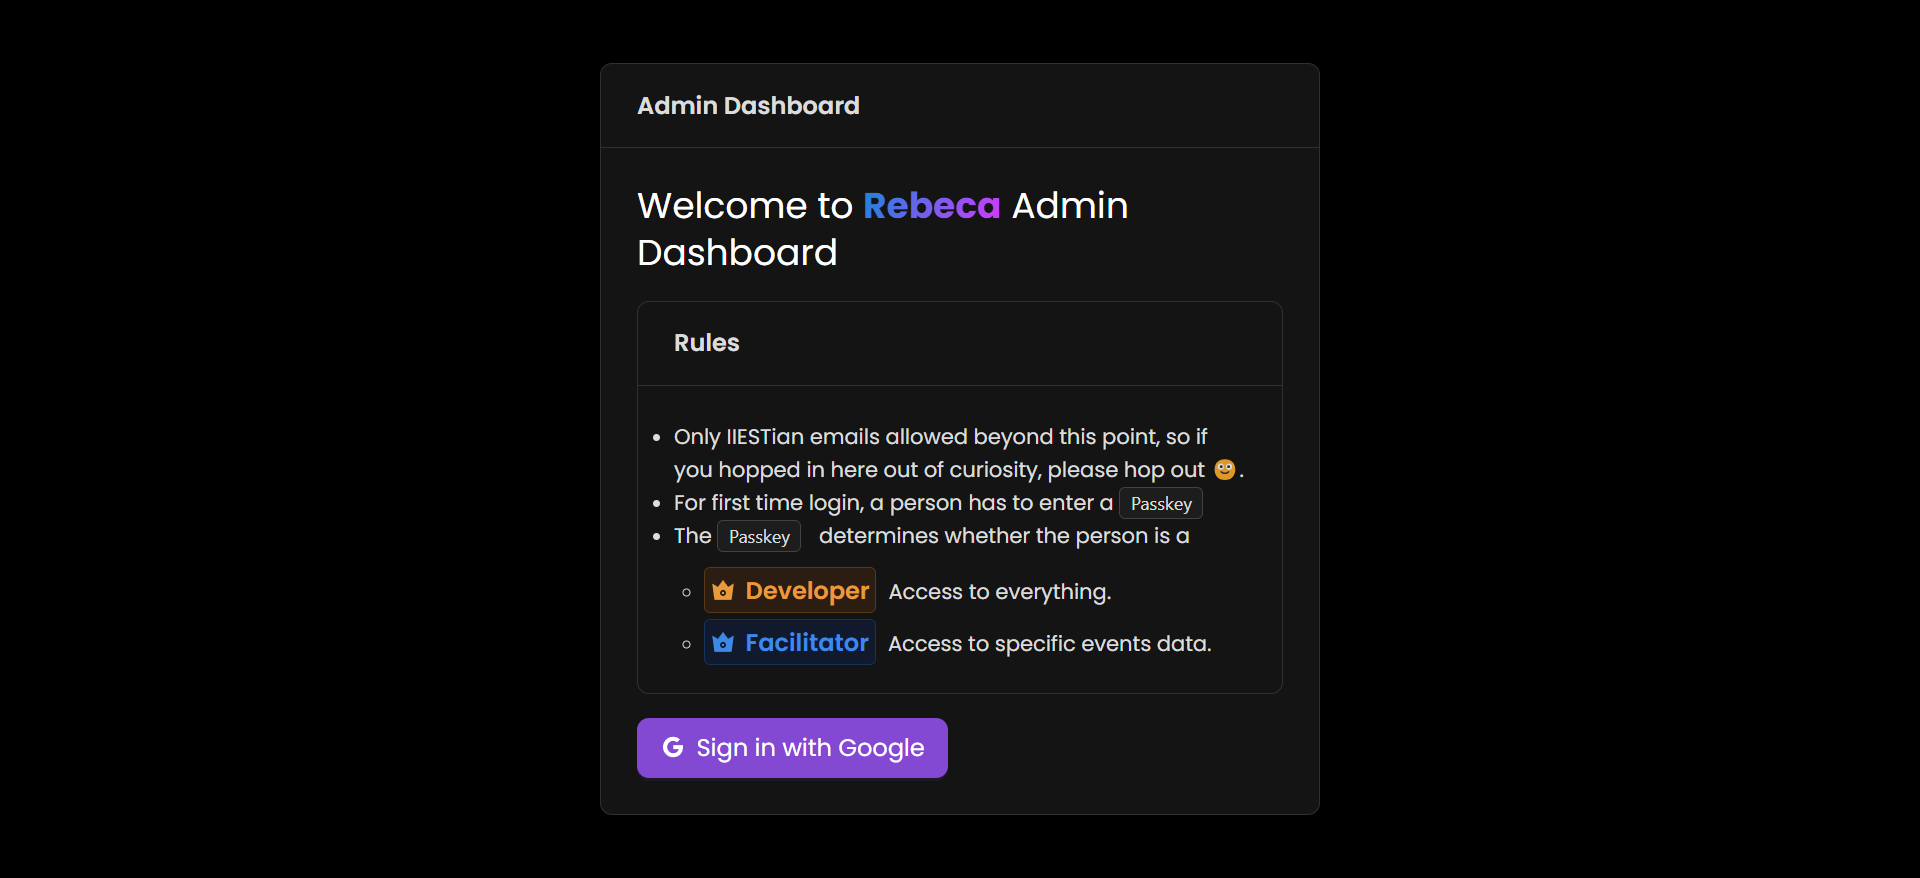 Admin Dashboard
Welcome to Rebeca Admin
Dashboard
Rules
Only IIESTian emails allowed beyond this point, so if
you hopped in here out of curiosity, please hop out 🙂.
For first time login, a person has to enter a Passkey
The Passkey determines whether the person is a
Developer Access to everything.
Facilitator Access to specific events data.
Sign in with Google